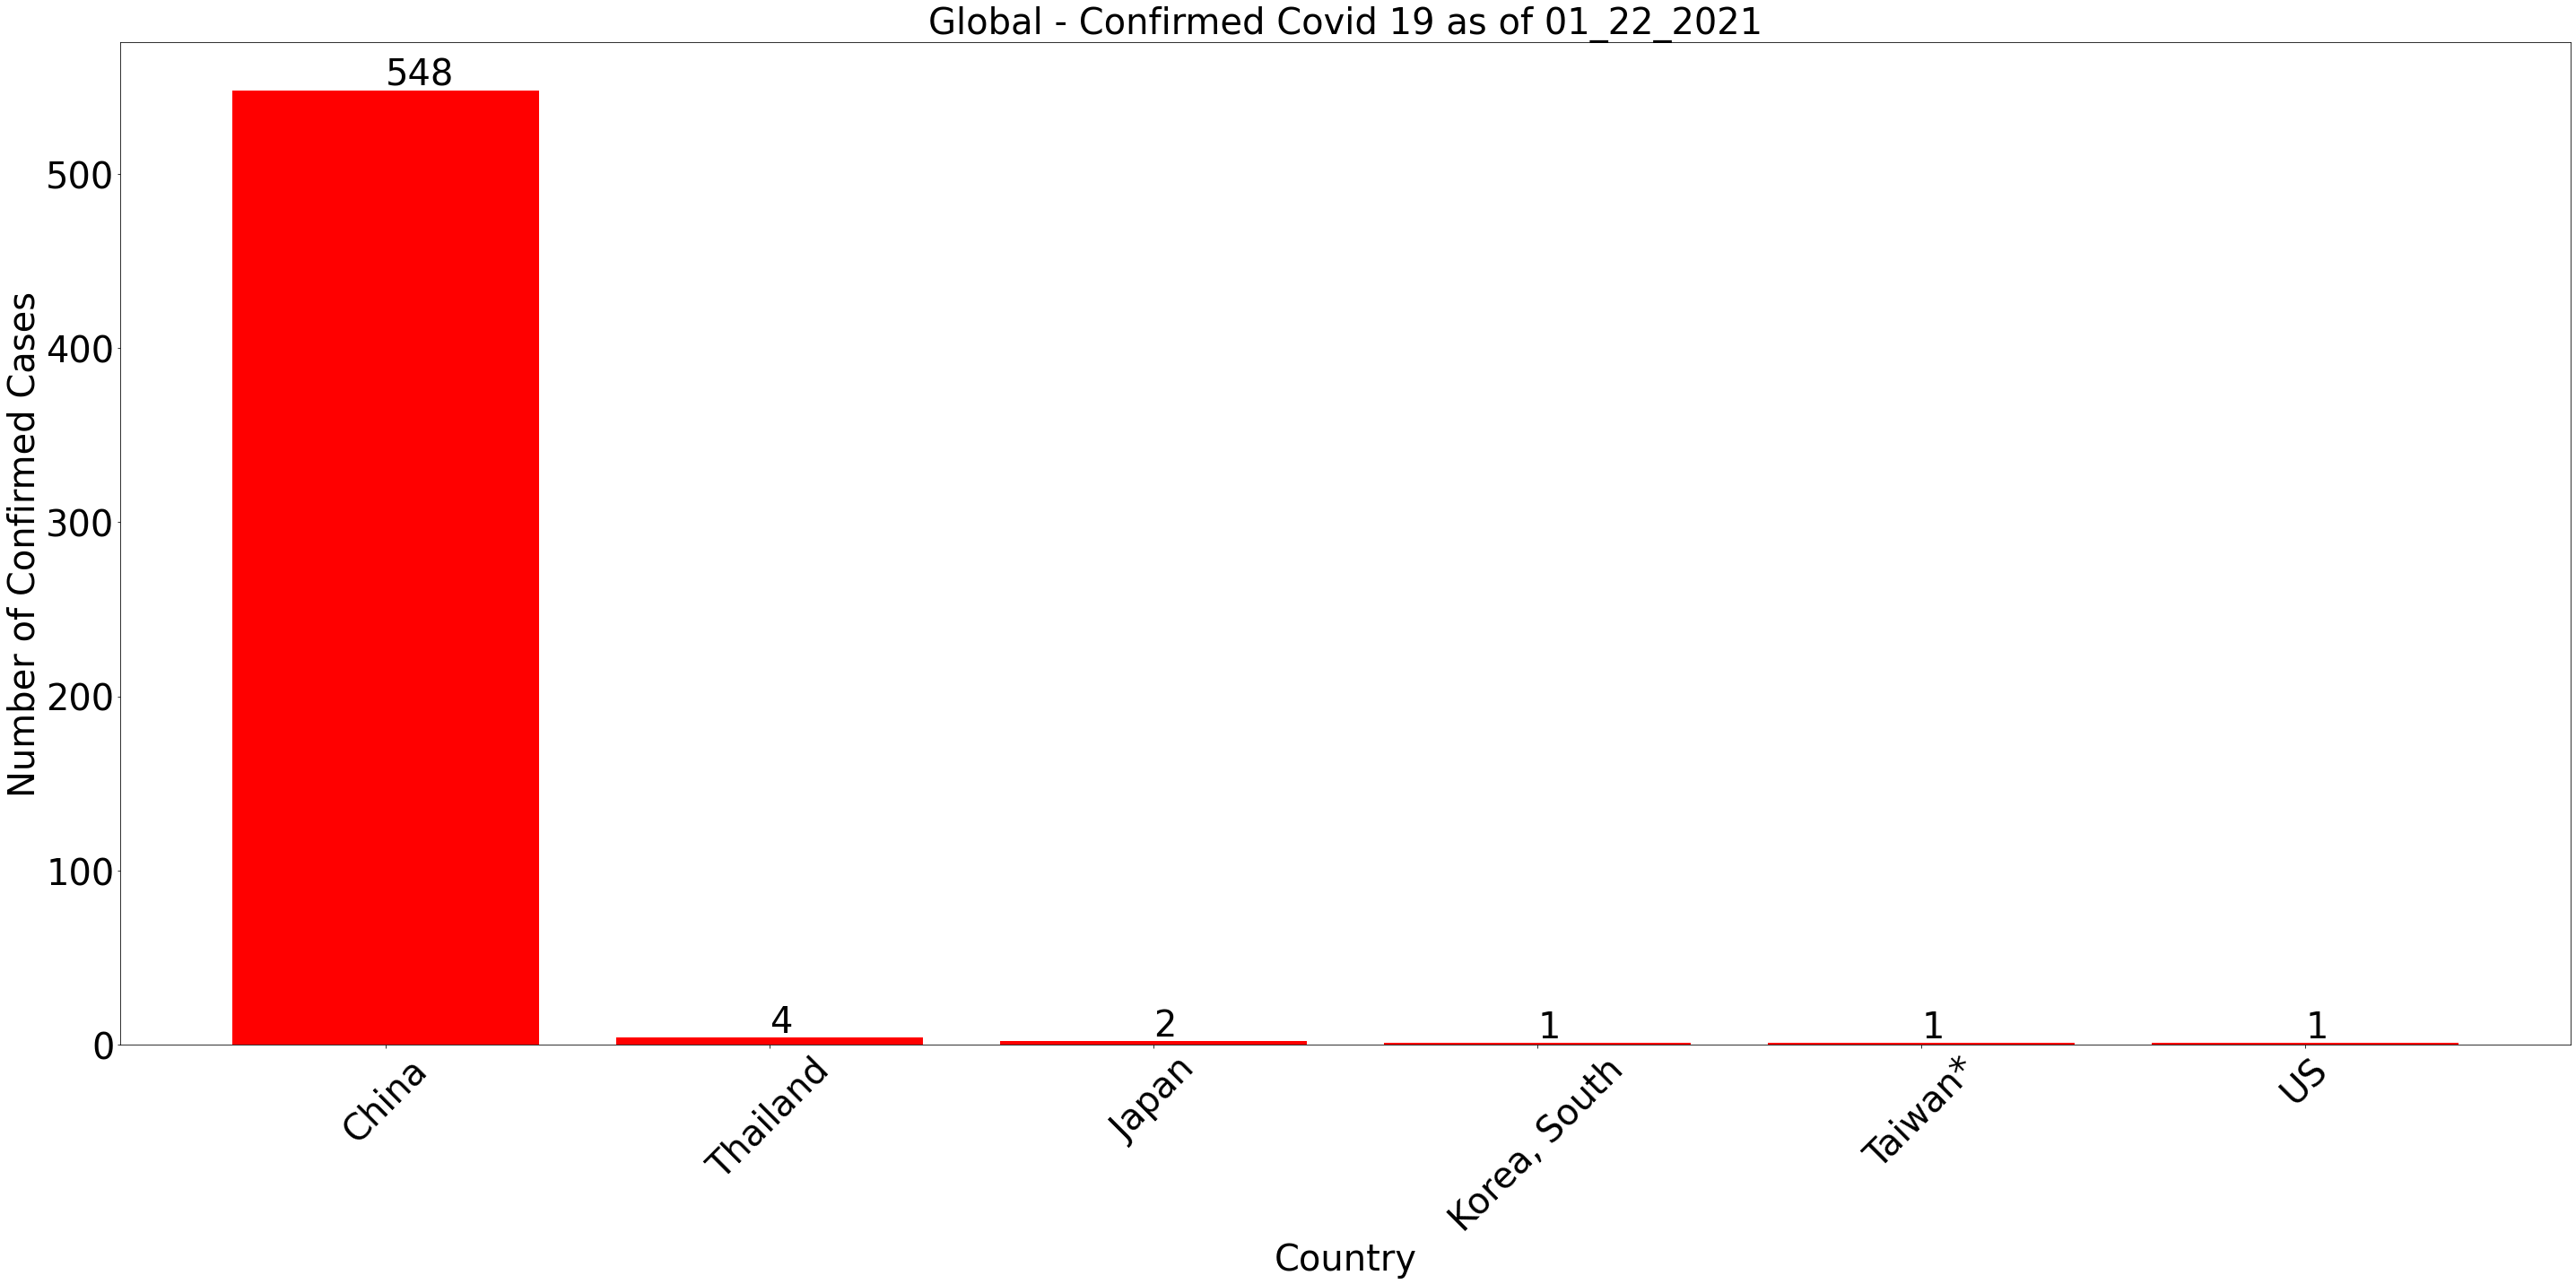 Global - Confirmed Covid 19 as of 01_22_2021
Number of Confirmed Cases
500
400
300
200
100
0
548
4
2
1
1
1
China
Thailand
Japan
Korea, South
Taiwan*
US
Country